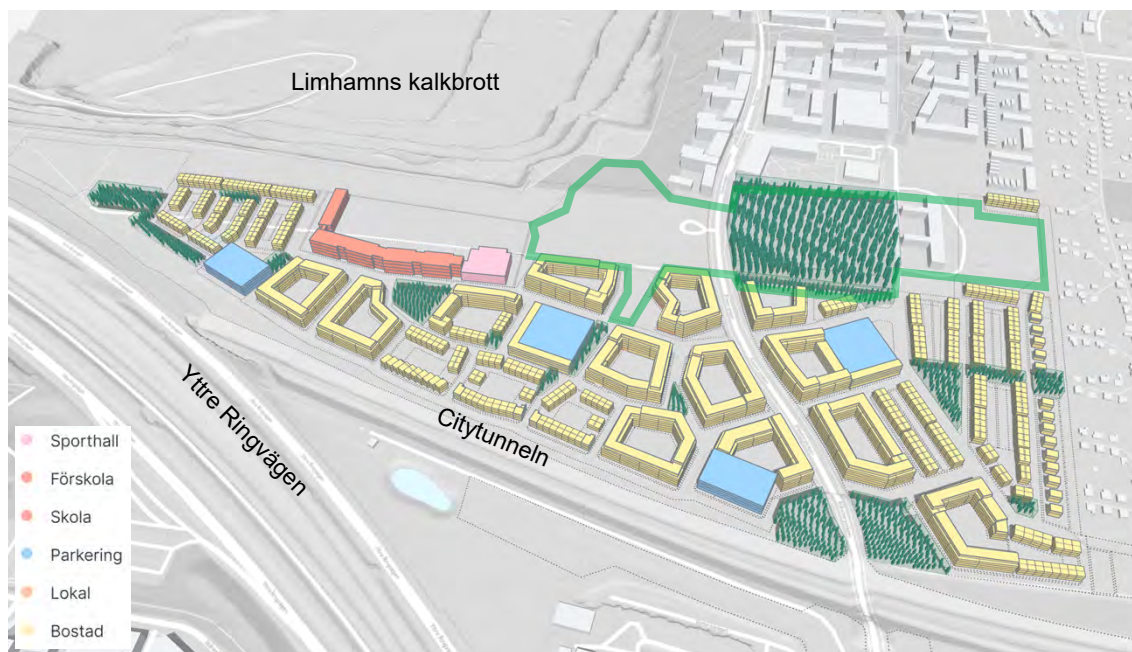 Limhamns kalkbrott
Yttre Ringvägen
Citytunneln
Sporthall
Förskola
Skola
Parkering
Lokal
Bostad